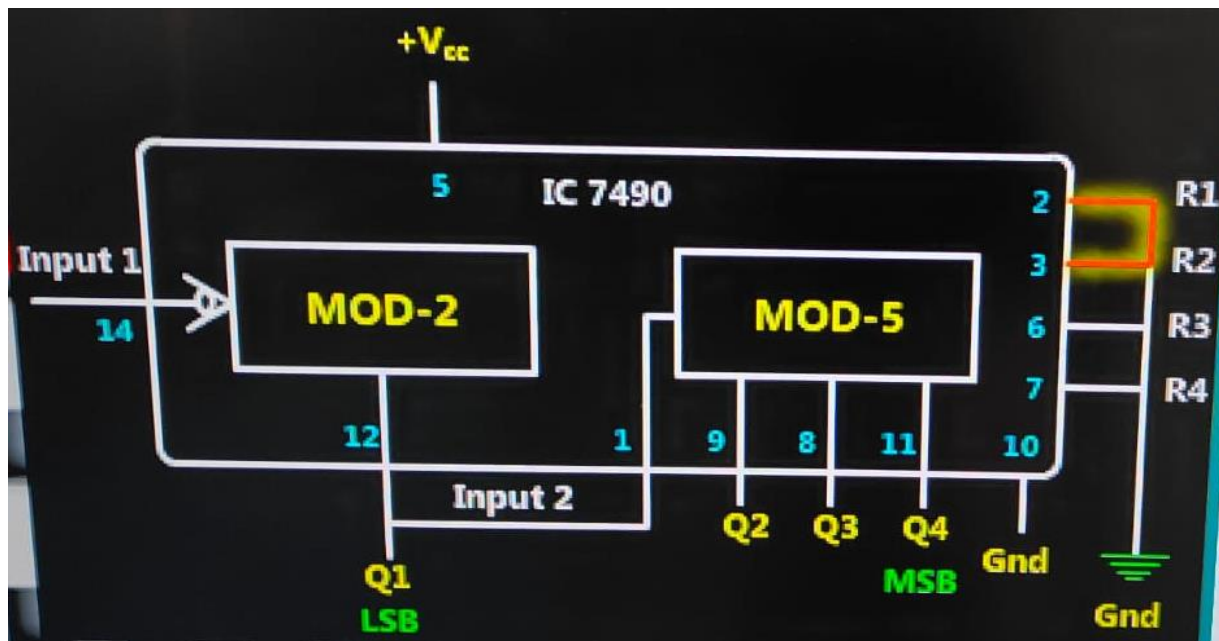 +Vcc
5
IC 7490
2
R1
Input 1
3
R2
MOD-2
MOD-5
14
6
R3
7
R4
12
1
9
8
11
10
Input 2
Q2
Q3
Q4
Gnd
Q1
MSB
LSB
Gnd